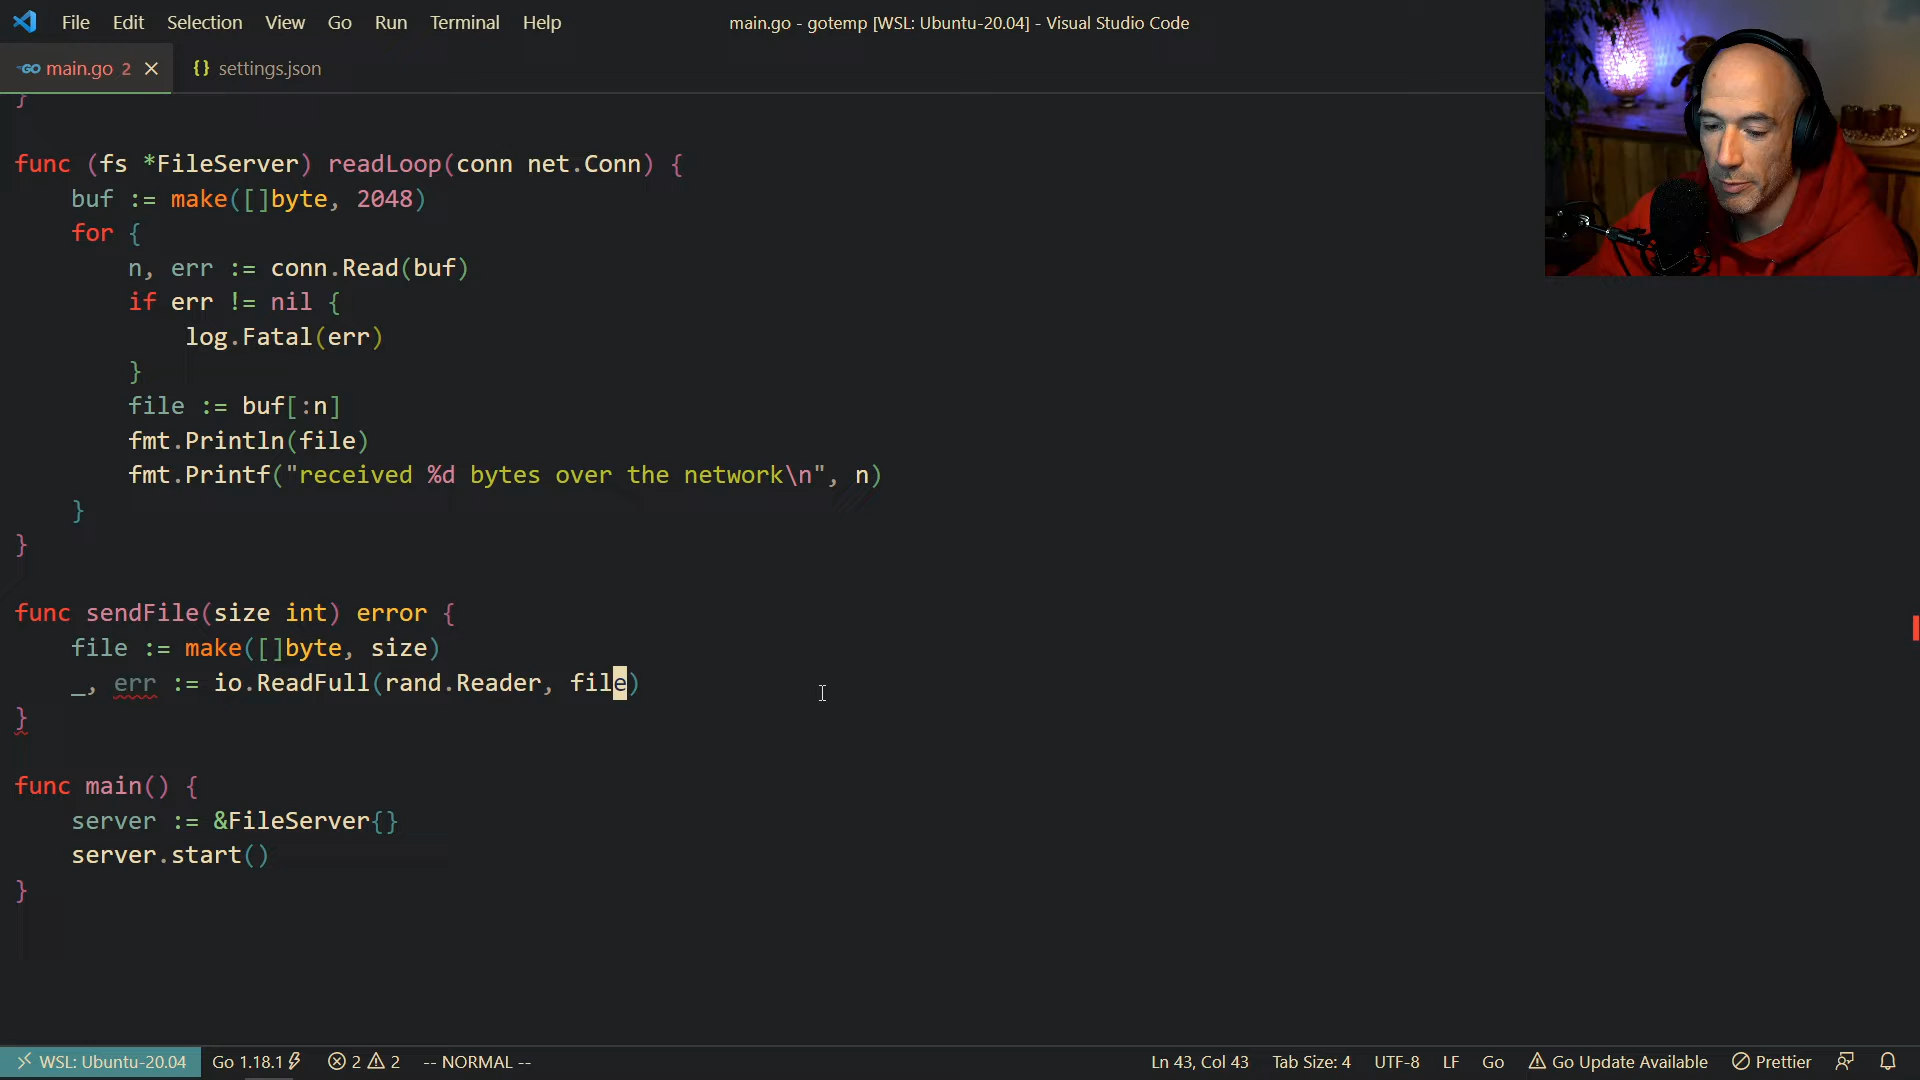 File Edit Selection View Go Run Terminal Help
main.go - gotemp [WSL: Ubuntu-20.04] - Visual Studio Code
GO main.go 2 {} settings.json
}
func (fs *FileServer) readLoop(conn net.Conn) {
buf := make([]byte, 2048)
for {
n, err := conn.Read(buf)
if err != nil {
log.Fatal(err)
}
file := buf[:n]
fmt.Println(file)
fmt.Printf("received %d bytes over the network\n", n)
}
}
func sendFile(size int) error {
file := make([]byte, size)
_, err := io.ReadFull(rand.Reader, file)
}
func main() {
server := &FileServer{}
server.start()
}
WSL: Ubuntu-20.04 Go 1.18.1 2 2 -- NORMAL -- Ln 43, Col 43 Tab Size: 4 UTF-8 LF Go Go Update Available Prettier